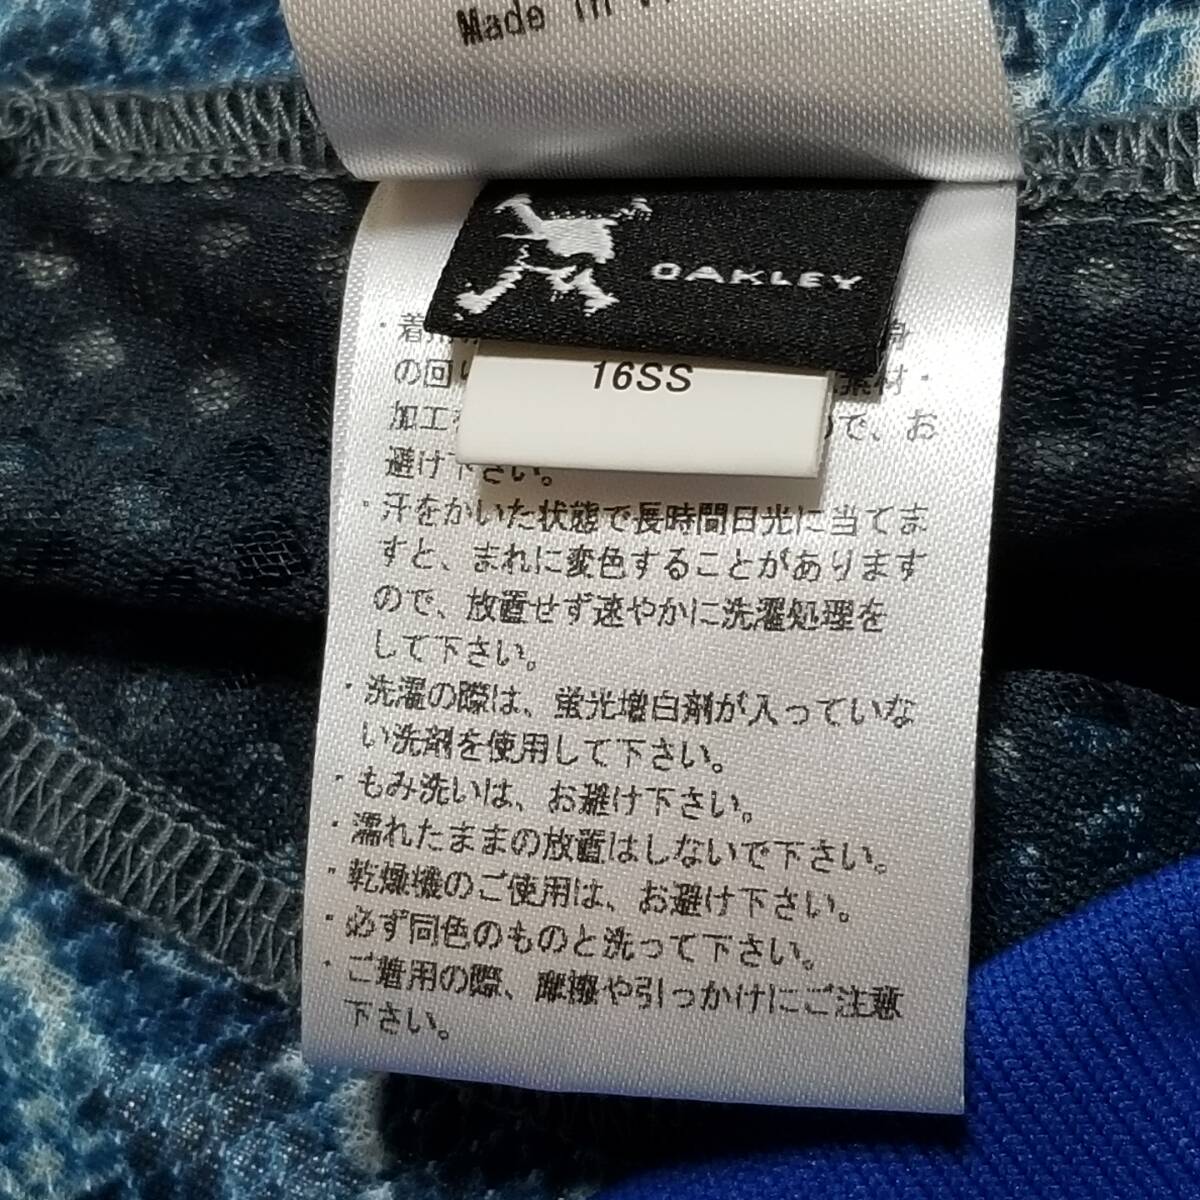 Made in
OAKLEY
16SS
・着
の回
加工 ので、お
避け下さい。
・汗をかいた状態で長時間日光に当てま
すと、まれに変色することがあります
ので、放置せず速やかに洗濯処理を
して下さい。
・洗濯の際は、蛍光増白剤が入っていな
い洗剤を使用して下さい。
・もみ洗いは、お避け下さい。
・濡れたままの放置はしないで下さい。
・乾燥機のご使用は、お避け下さい。
・必ず同色のものと洗って下さい。
・ご着用の際、摩擦や引っかけにご注意
下さい。